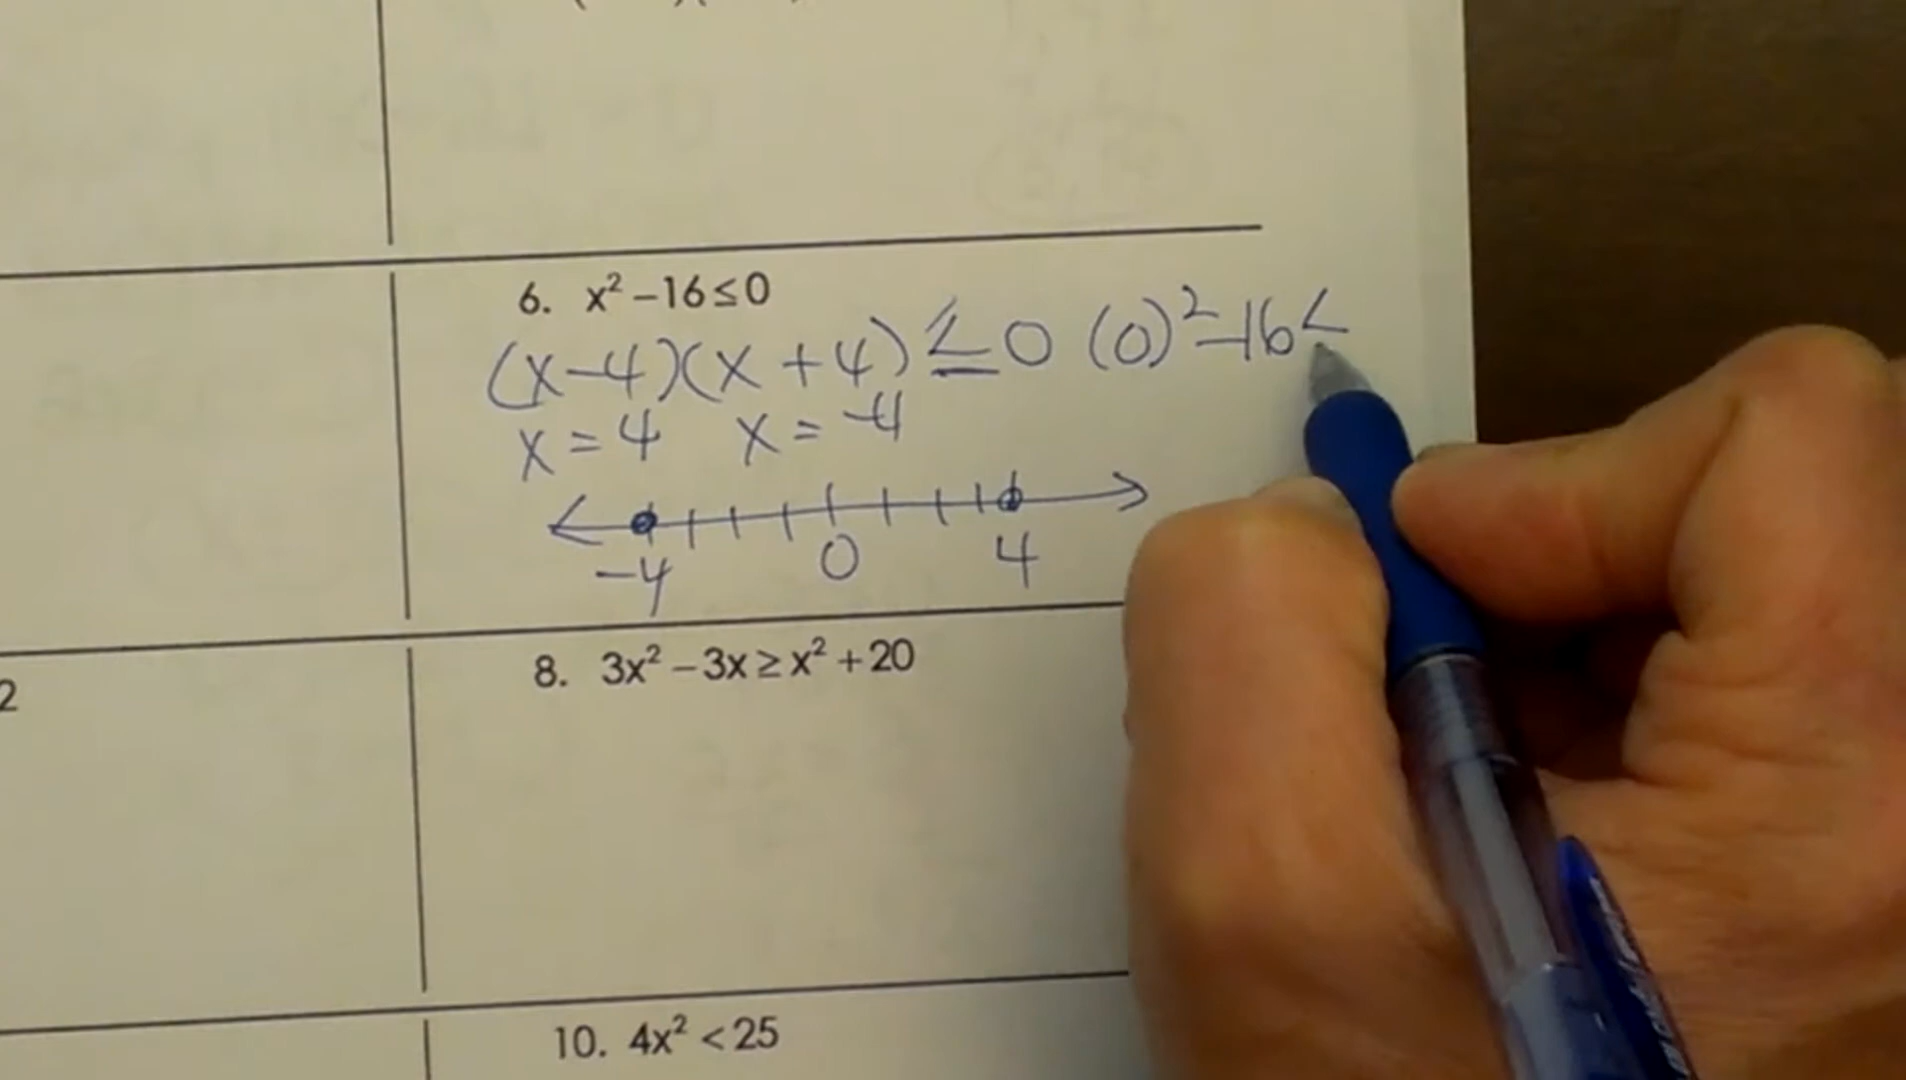 6. x² – 16 ≤ 0
(x – 4)(x + 4) ≤ 0 (0)² – 16 <
x = 4 x = -4
-4 0 4
2
8. 3x² – 3x ≥ x² + 20
10. 4x² < 25